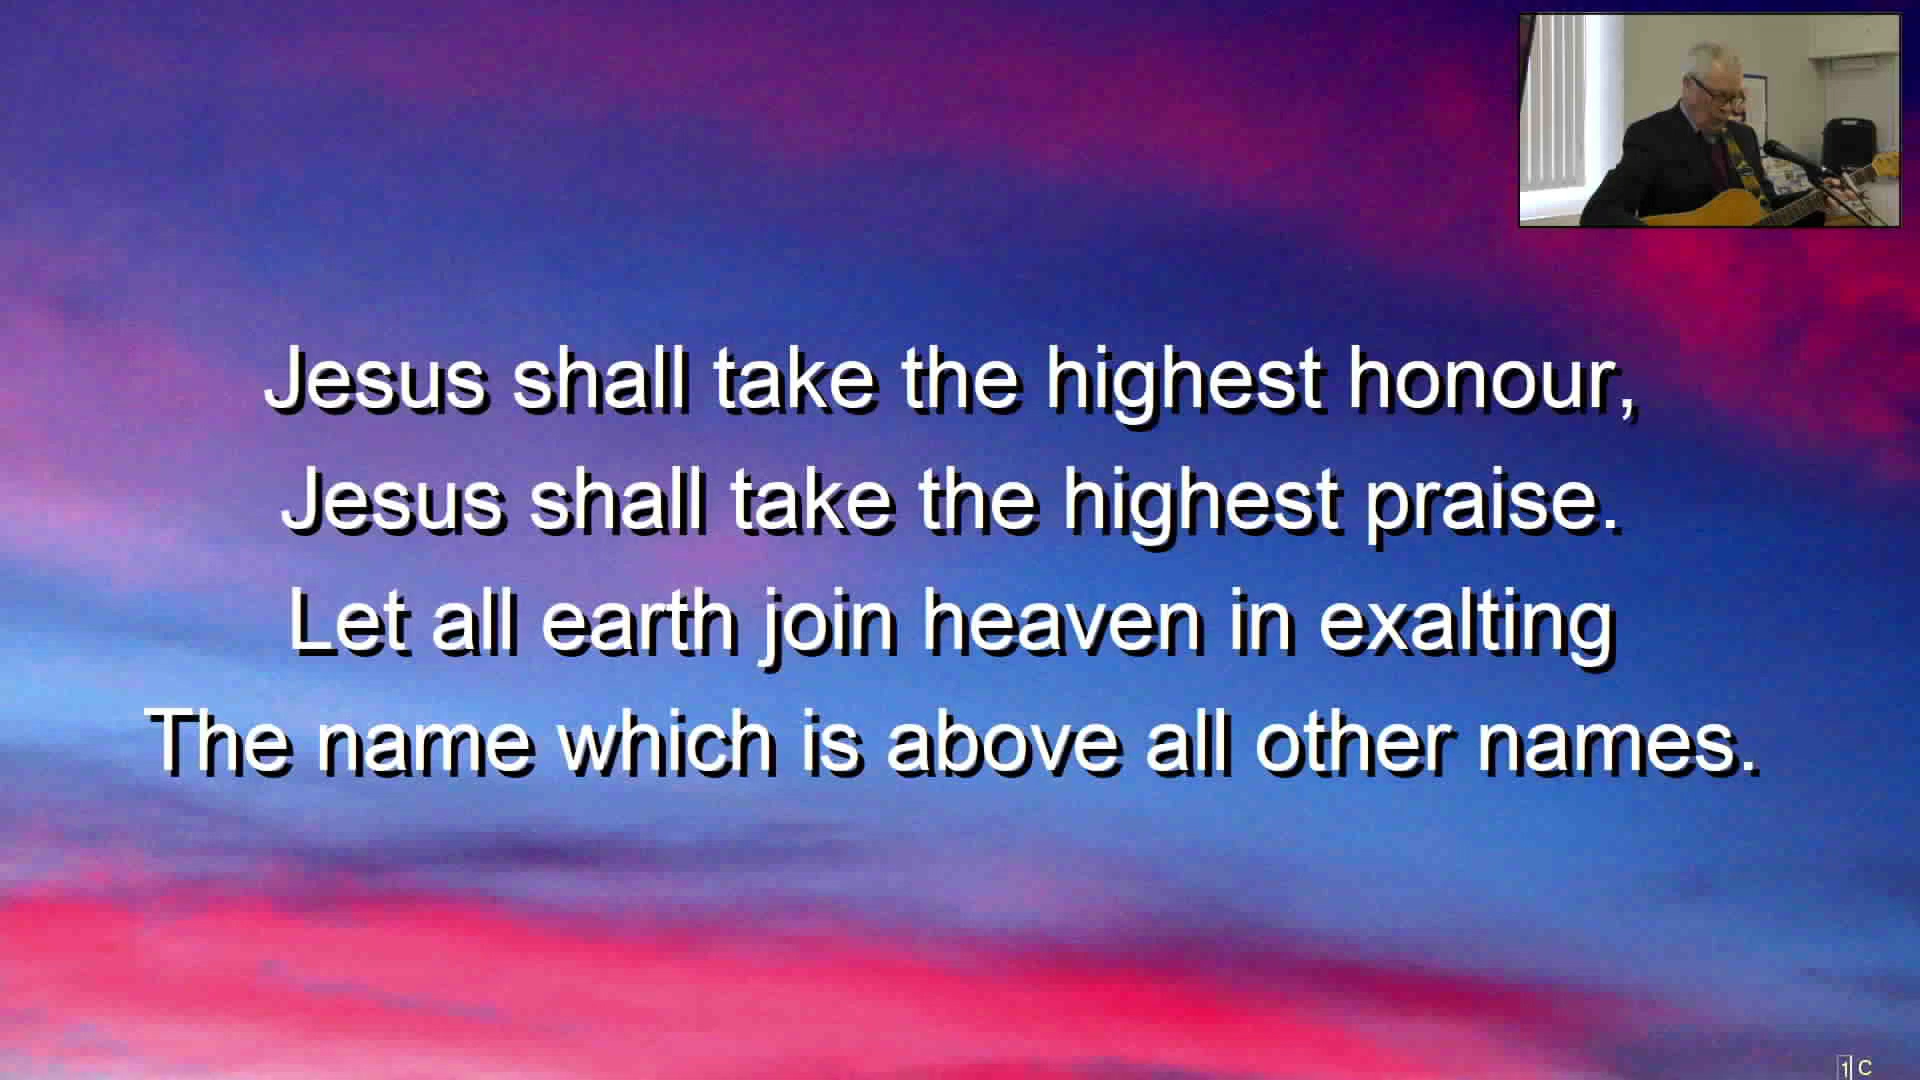 Jesus shall take the highest honour,
Jesus shall take the highest praise.
Let all earth join heaven in exalting
The name which is above all other names.
1 C